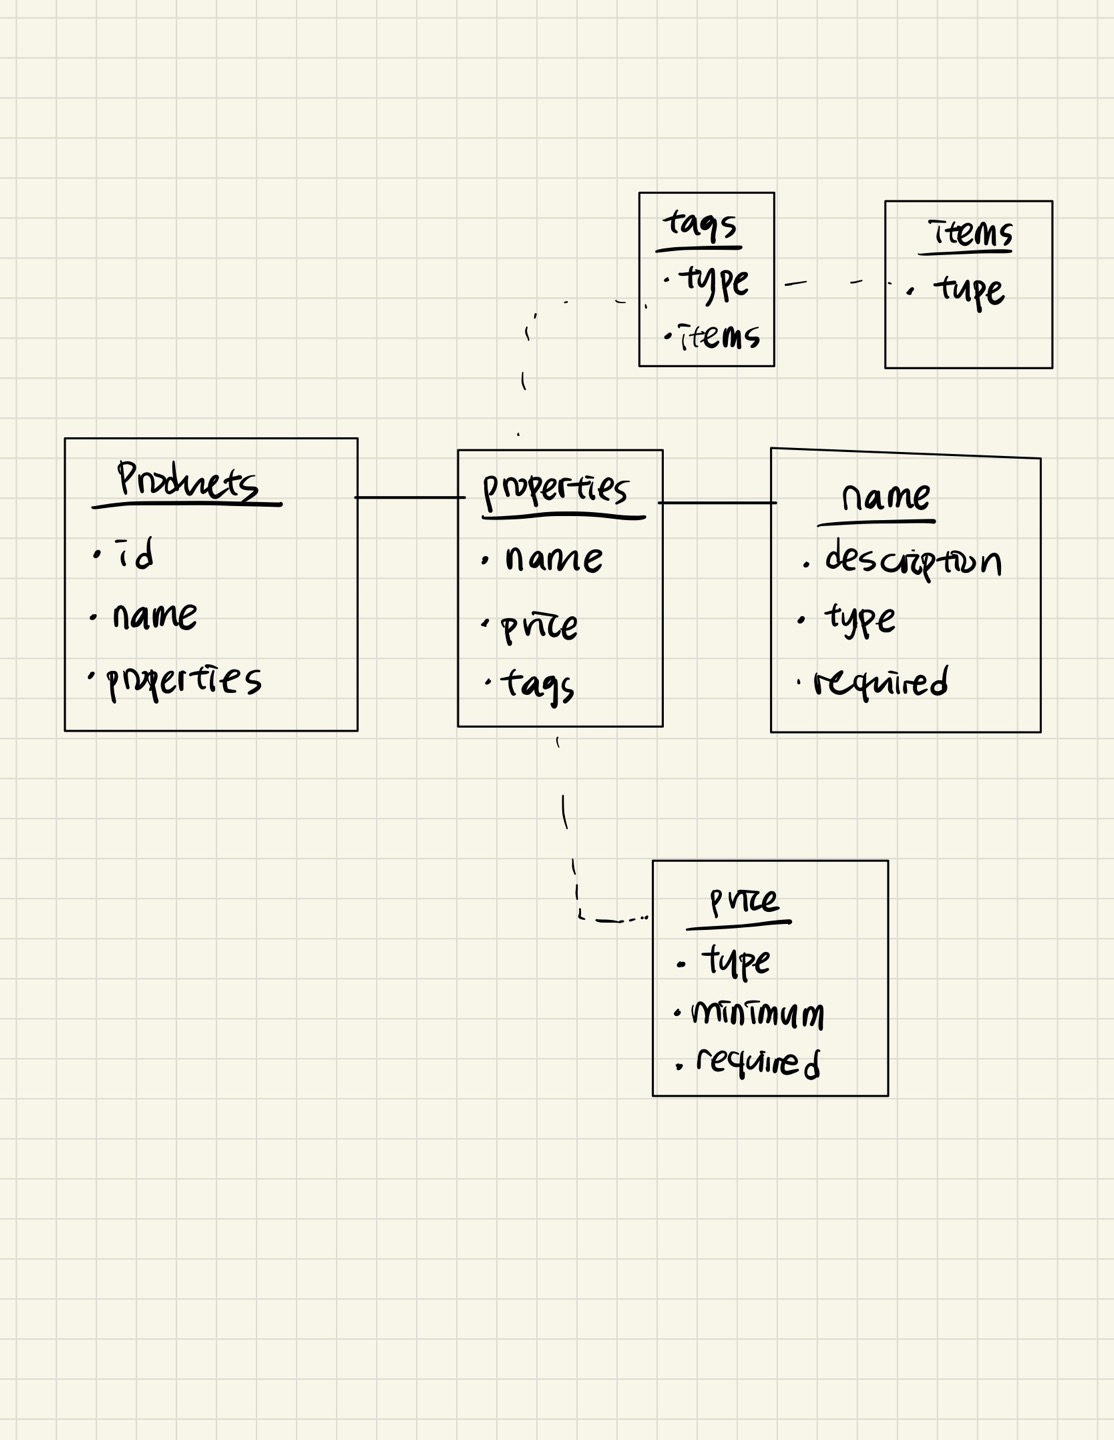 tags
· type
· items
items
· type
Products
· id
· name
· properties
properties
· name
· price
· tags
name
· description
· type
· required
price
· type
· minimum
· required